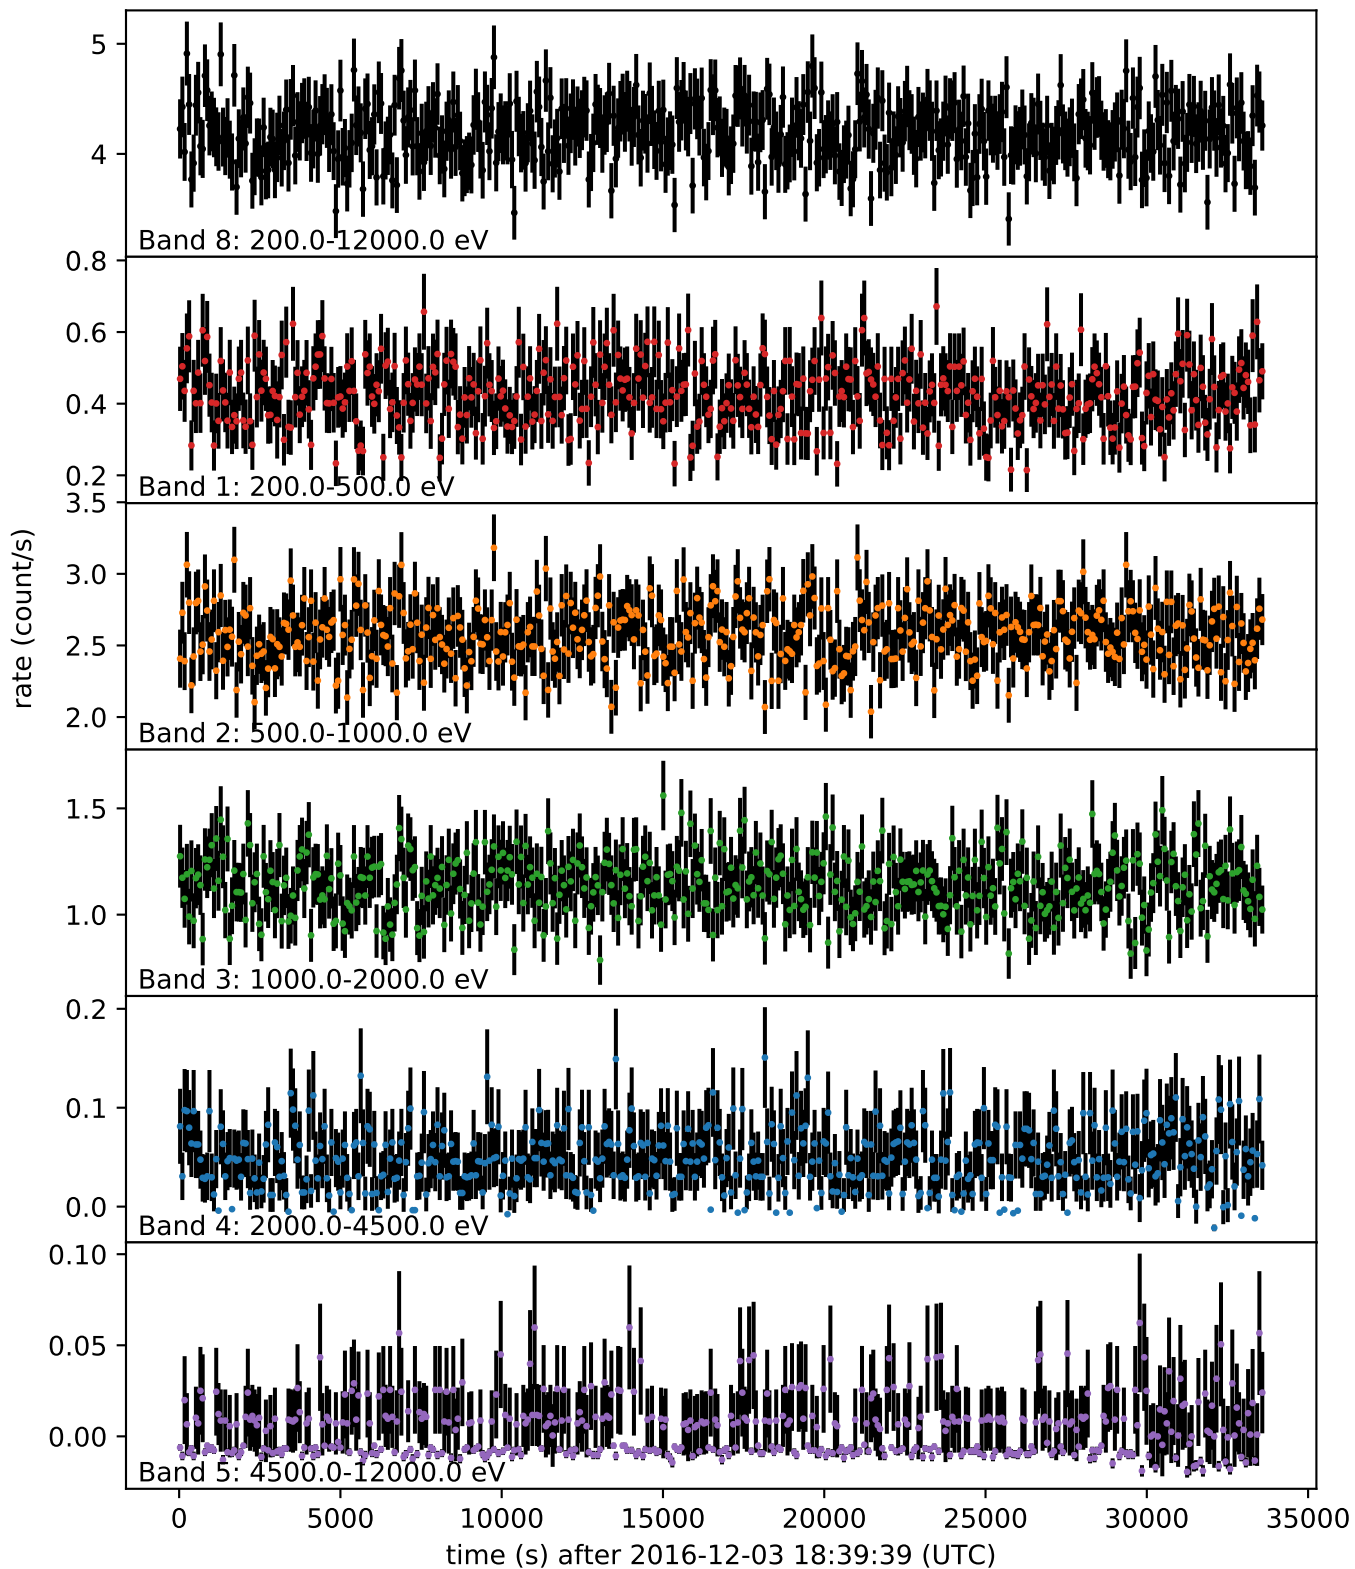 5
4
Band 8: 200.0-12000.0 eV
0.8
0.6
0.4
0.2
Band 1: 200.0-500.0 eV
3.5
3.0
2.5
2.0
Band 2: 500.0-1000.0 eV
rate (count/s)
1.5
1.0
Band 3: 1000.0-2000.0 eV
0.2
0.1
0.0
Band 4: 2000.0-4500.0 eV
0.10
0.05
0.00
Band 5: 4500.0-12000.0 eV
0 5000 10000 15000 20000 25000 30000 35000
time (s) after 2016-12-03 18:39:39 (UTC)